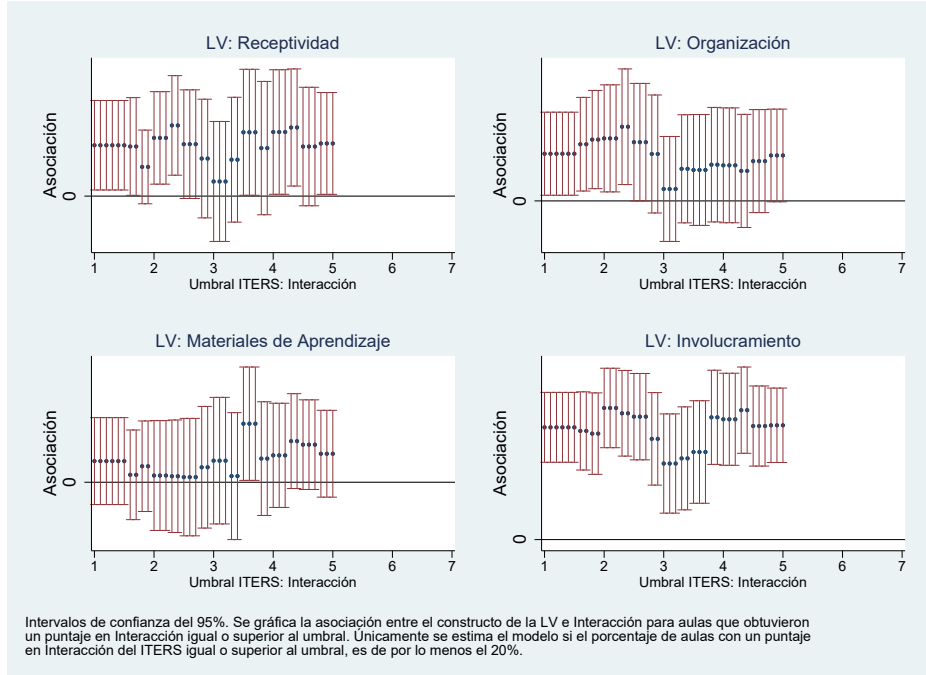 LV: Receptividad
Asociación
0
1 2 3 4 5 6 7
Umbral ITERS: Interacción
LV: Organización
Asociación
0
1 2 3 4 5 6 7
Umbral ITERS: Interacción
LV: Materiales de Aprendizaje
Asociación
0
1 2 3 4 5 6 7
Umbral ITERS: Interacción
LV: Involucramiento
Asociación
0
1 2 3 4 5 6 7
Umbral ITERS: Interacción
Intervalos de confianza del 95%. Se gráfica la asociación entre el constructo de la LV e Interacción para aulas que obtuvieron
un puntaje en Interacción igual o superior al umbral. Únicamente se estima el modelo si el porcentaje de aulas con un puntaje
en Interacción del ITERS igual o superior al umbral, es de por lo menos el 20%.